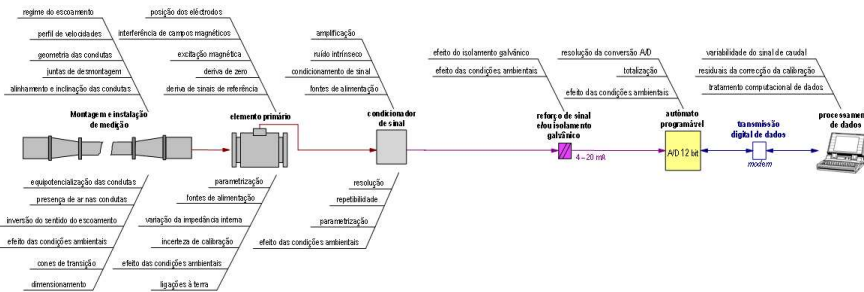 regime do escoamento
perfil de velocidades
geometria das condutas
juntas de desmontagem
alinhamento e inclinação das condutas
Montagem e instalação
de medição
equipotencialização das condutas
presença de ar nas condutas
inversão do sentido do escoamento
efeito das condições ambientais
cones de transição
dimensionamento
posição dos eléctrodos
interferência de campos magnéticos
excitação magnética
deriva de zero
deriva de sinais de referência
elemento primário
parametrização
fontes de alimentação
variação da impedância interna
incerteza de calibração
efeito das condições ambientais
ligações à terra
amplificação
ruído intrínseco
condicionamento de sinal
fontes de alimentação
condicionador
de sinal
resolução
repetibilidade
parametrização
efeito das condições ambientais
efeito do isolamento galvânico
efeito das condições ambientais
reforço de sinal
e/ou isolamento
galvânico
4 – 20 mA
resolução da conversão A/D
totalização
efeito das condições ambientais
autómato
programável
A/D 12 bit
transmissão
digital de dados
modem
variabilidade do sinal de caudal
residuais da correcção da calibração
tratamento computacional de dados
processamen
de dados